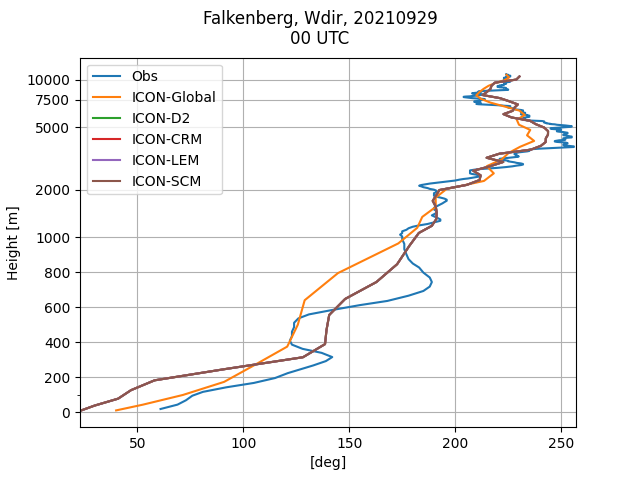 Falkenberg, Wdir, 20210929
00 UTC
Obs
ICON-Global
ICON-D2
ICON-CRM
ICON-LEM
ICON-SCM
10000
7500
5000
2000
1000
800
600
400
200
0
Height [m]
50
100
150
200
250
[deg]